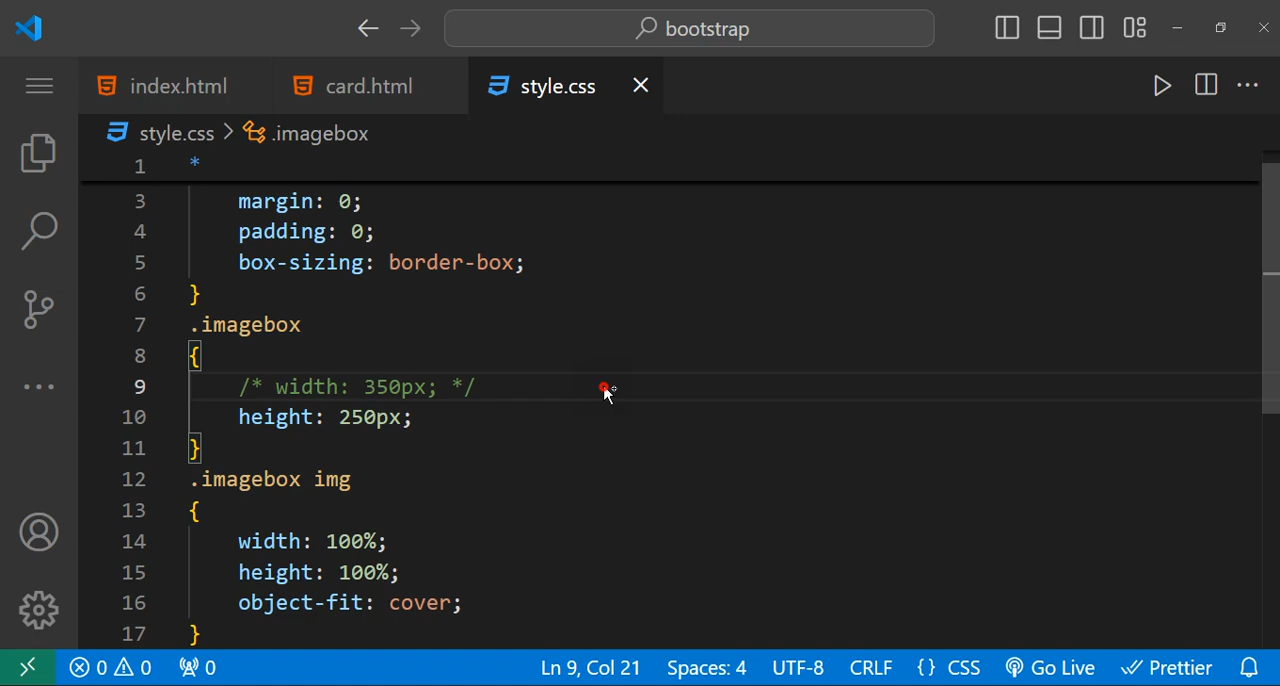 bootstrap
index.html card.html style.css
style.css > .imagebox
1 *
3 margin: 0;
4 padding: 0;
5 box-sizing: border-box;
6 }
7 .imagebox
8 {
9 /* width: 350px; */
10 height: 250px;
11 }
12 .imagebox img
13 {
14 width: 100%;
15 height: 100%;
16 object-fit: cover;
17 }
0 0 0 Ln 9, Col 21 Spaces: 4 UTF-8 CRLF {} CSS Go Live Prettier